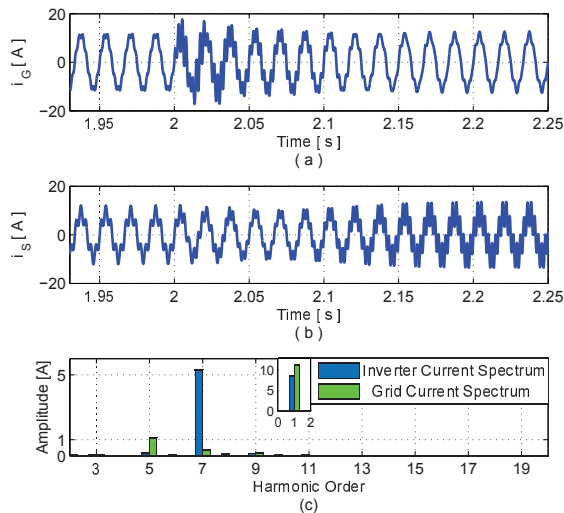 20
0
−20
i G [ A ]
1.95 2 2.05 2.1 2.15 2.2 2.25
Time [ s ]
( a )
20
0
−20
i S [ A ]
1.95 2 2.05 2.1 2.15 2.2 2.25
Time [ s ]
( b )
5
1
0
Amplitude [A]
10
5
0
0 1 2
Inverter Current Spectrum
Grid Current Spectrum
3 5 7 9 11 13 15 17 19
Harmonic Order
(c)